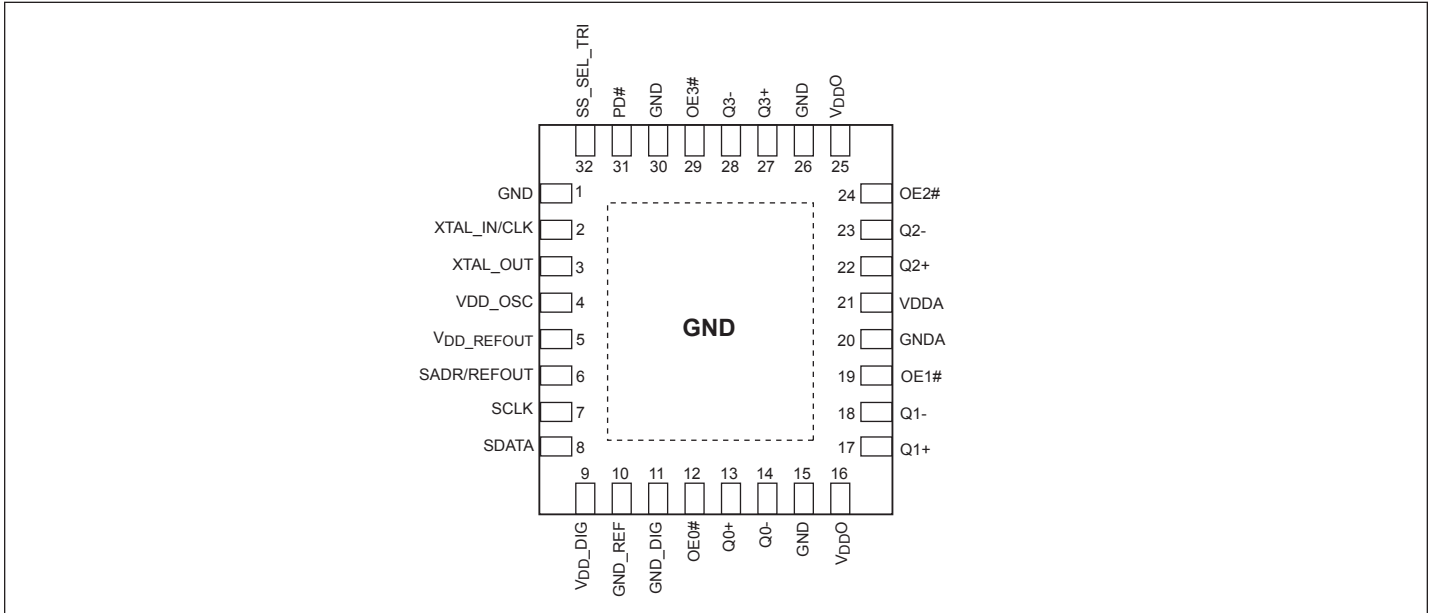 SS_SEL_TRI
PD#
GND
OE3#
Q3-
Q3+
GND
VDDO
32 31 30 29 28 27 26 25
GND 1
XTAL_IN/CLK 2
XTAL_OUT 3
VDD_OSC 4
VDD_REFOUT 5
SADR/REFOUT 6
SCLK 7
SDATA 8
GND
24 OE2#
23 Q2-
22 Q2+
21 VDDA
20 GNDA
19 OE1#
18 Q1-
17 Q1+
9 10 11 12 13 14 15 16
VDD_DIG
GND_REF
GND_DIG
OE0#
Q0+
Q0-
GND
VDDO